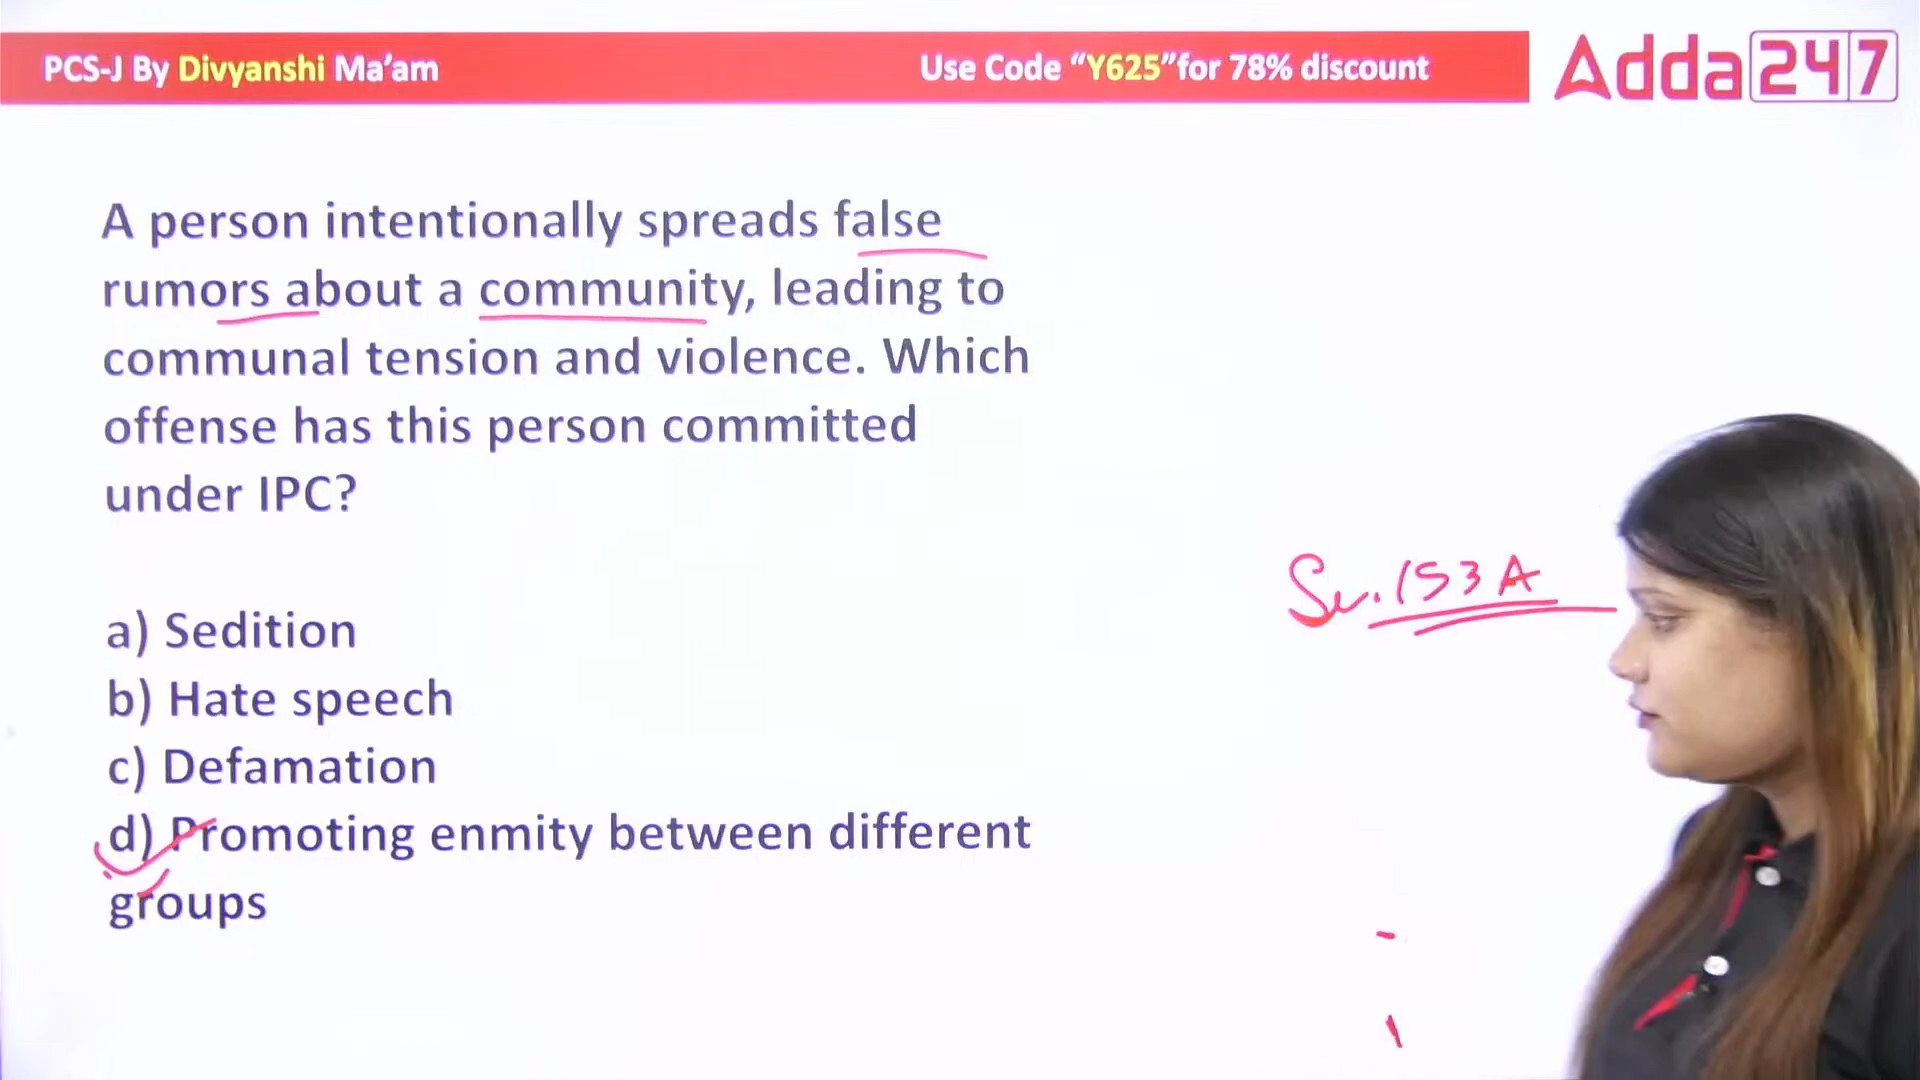 PCS-J By Divyanshi Ma’am
Use Code “Y625”for 78% discount
Adda247
A person intentionally spreads false
rumors about a community, leading to
communal tension and violence. Which
offense has this person committed
under IPC?
Sec. 153A
a) Sedition
b) Hate speech
c) Defamation
d) Promoting enmity between different
groups